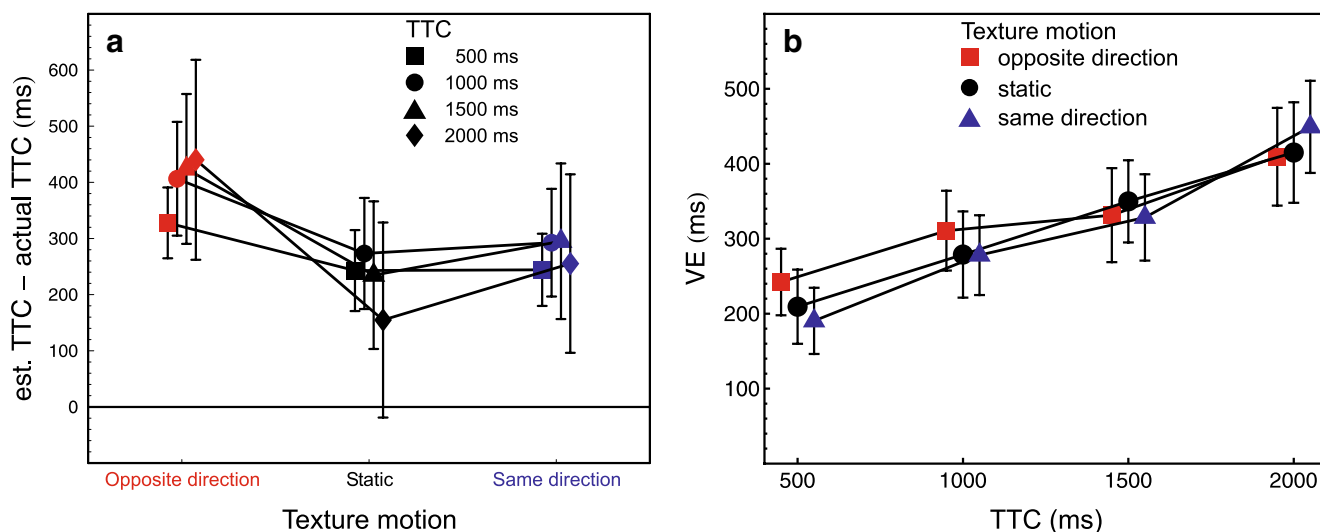 a
TTC
500 ms
1000 ms
1500 ms
2000 ms
est. TTC – actual TTC (ms)
600
500
400
300
200
100
0
Opposite direction
Static
Same direction
Texture motion
b
Texture motion
opposite direction
static
same direction
VE (ms)
500
400
300
200
100
500
1000
1500
2000
TTC (ms)